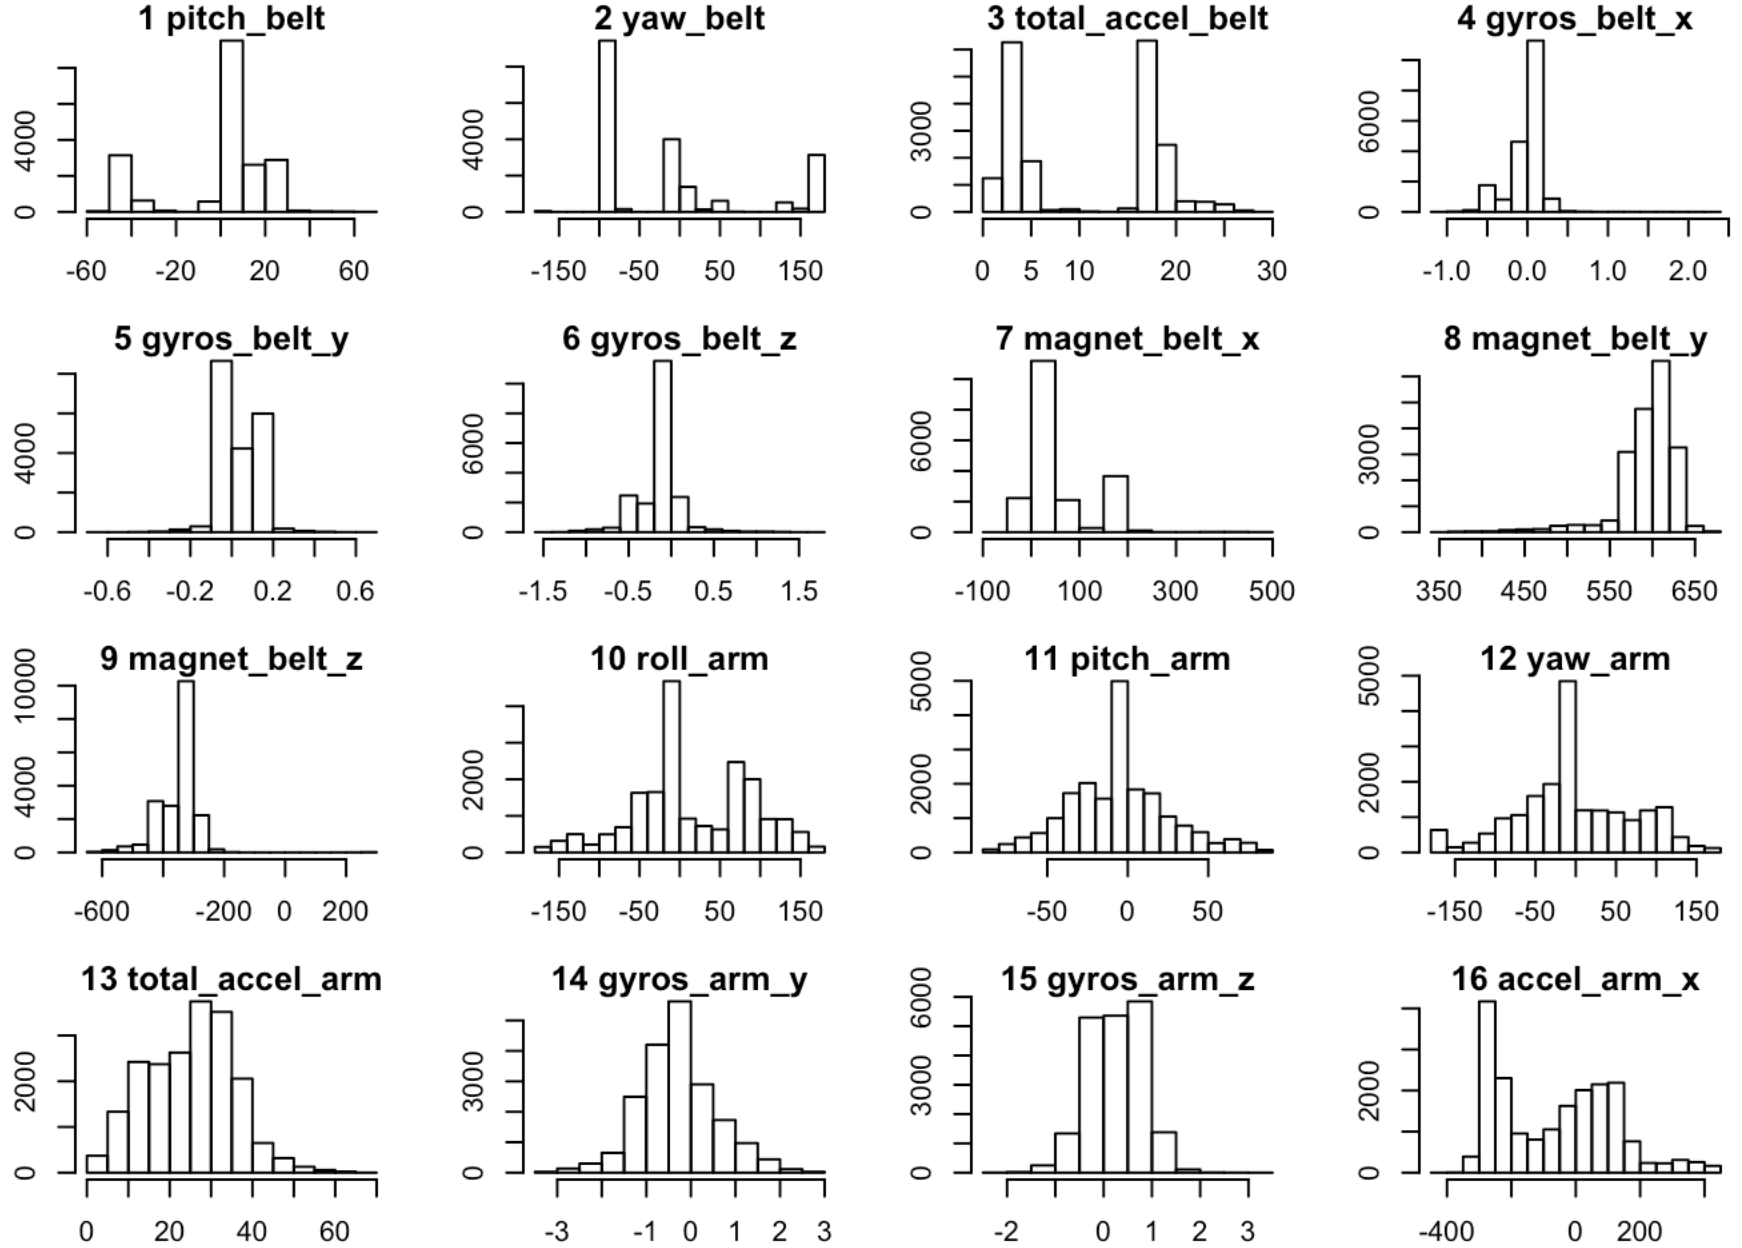 1 pitch_belt
0 4000
-60 -20 20 60
2 yaw_belt
0 4000
-150 -50 50 150
3 total_accel_belt
0 3000
0 5 10 20 30
4 gyros_belt_x
0 6000
-1.0 0.0 1.0 2.0
5 gyros_belt_y
0 4000
-0.6 -0.2 0.2 0.6
6 gyros_belt_z
0 6000
-1.5 -0.5 0.5 1.5
7 magnet_belt_x
0 6000
-100 100 300 500
8 magnet_belt_y
0 3000
350 450 550 650
9 magnet_belt_z
0 4000 10000
-600 -200 0 200
10 roll_arm
0 2000
-150 -50 50 150
11 pitch_arm
0 2000 5000
-50 0 50
12 yaw_arm
0 2000 5000
-150 -50 50 150
13 total_accel_arm
0 2000
0 20 40 60
14 gyros_arm_y
0 3000
-3 -1 0 1 2 3
15 gyros_arm_z
0 3000 6000
-2 0 1 2 3
16 accel_arm_x
0 2000
-400 0 200